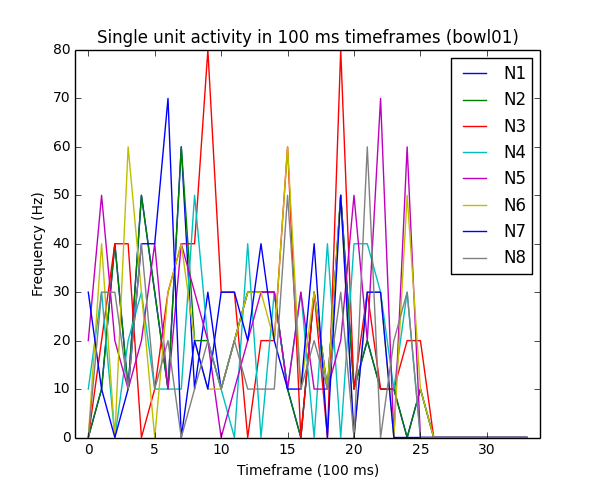 Single unit activity in 100 ms timeframes (bowl01)
80
70
60
50
40
30
20
10
0
Frequency (Hz)
N1
N2
N3
N4
N5
N6
N7
N8
0 5 10 15 20 25 30
Timeframe (100 ms)